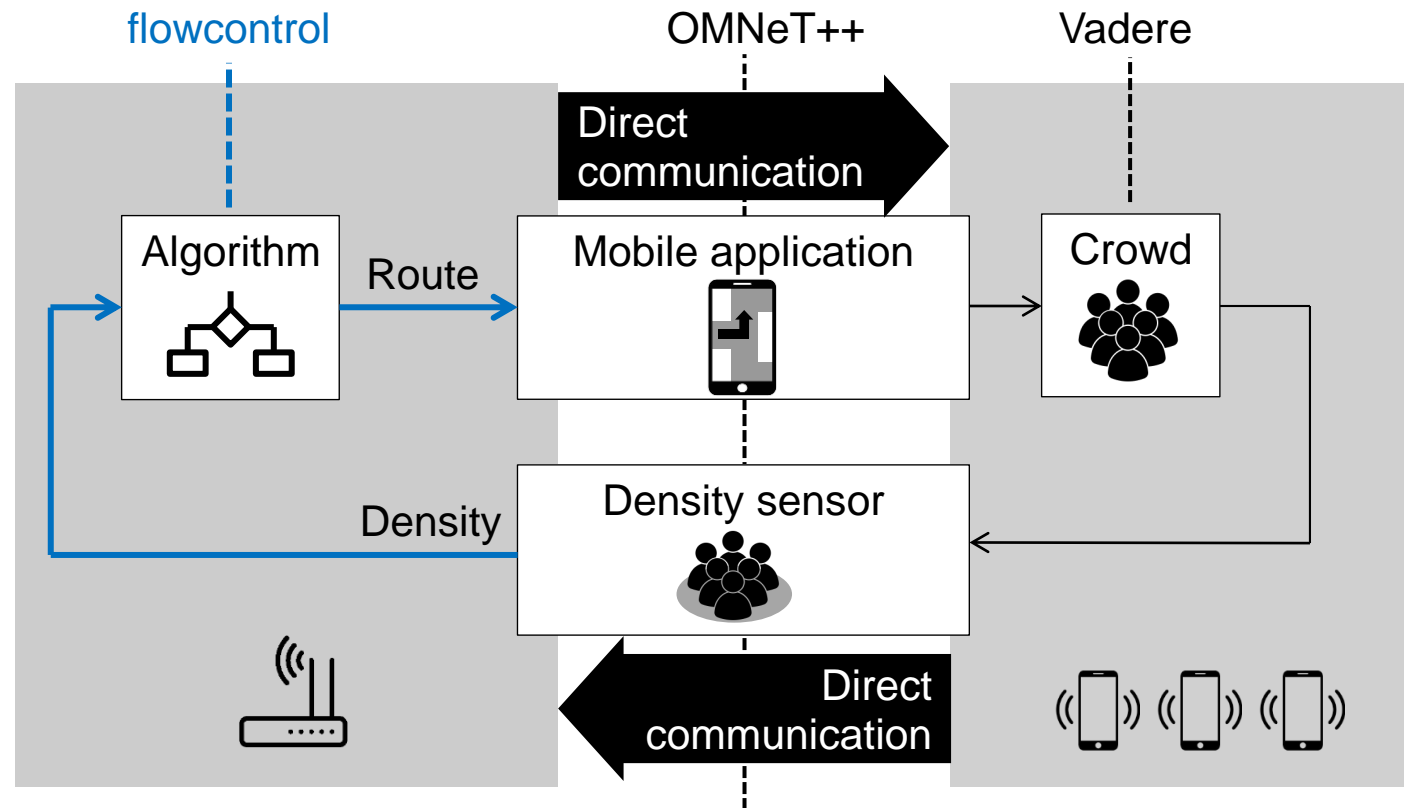 flowcontrol
OMNeT++
Vadere
Direct
communication
Algorithm
Route
Mobile application
Crowd
Density
Density sensor
Direct
communication